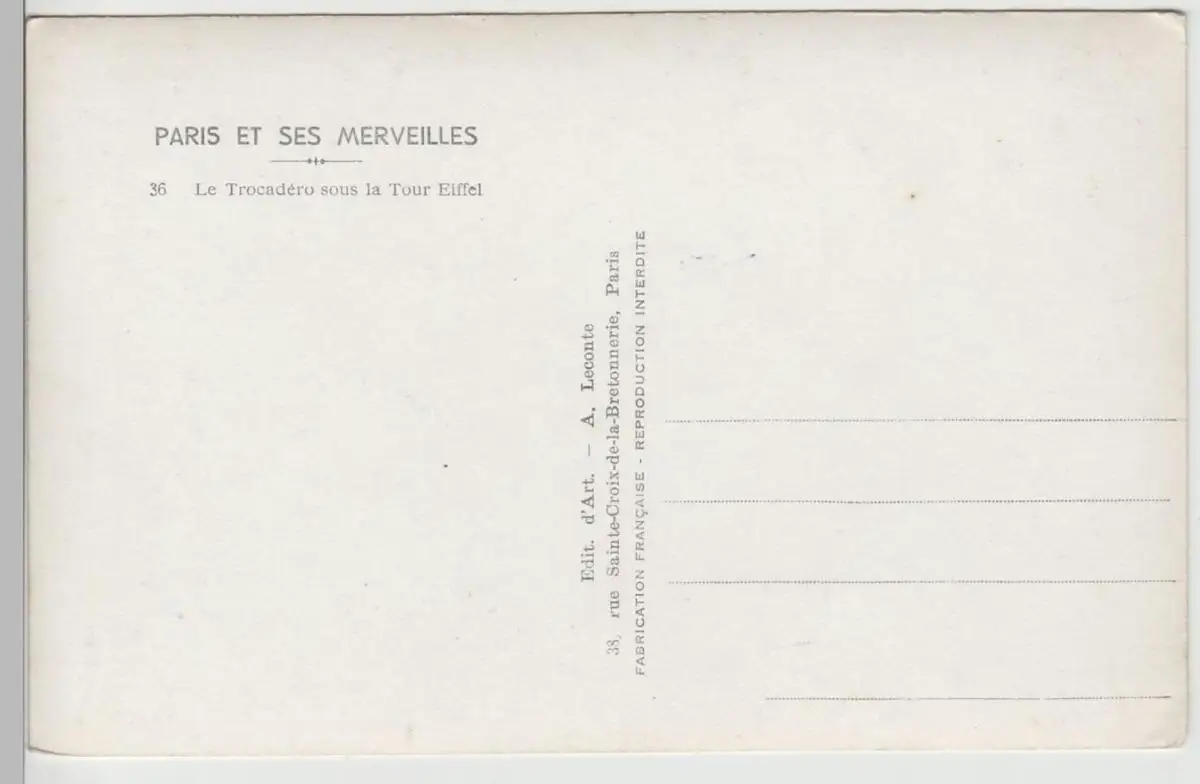 PARIS ET SES MERVEILLES
36 Le Trocadéro sous la Tour Eiffel
Edit. d'Art. — A. Leconte
38, rue Sainte-Croix-de-la-Bretonnerie, Paris
FABRICATION FRANÇAISE - REPRODUCTION INTERDITE